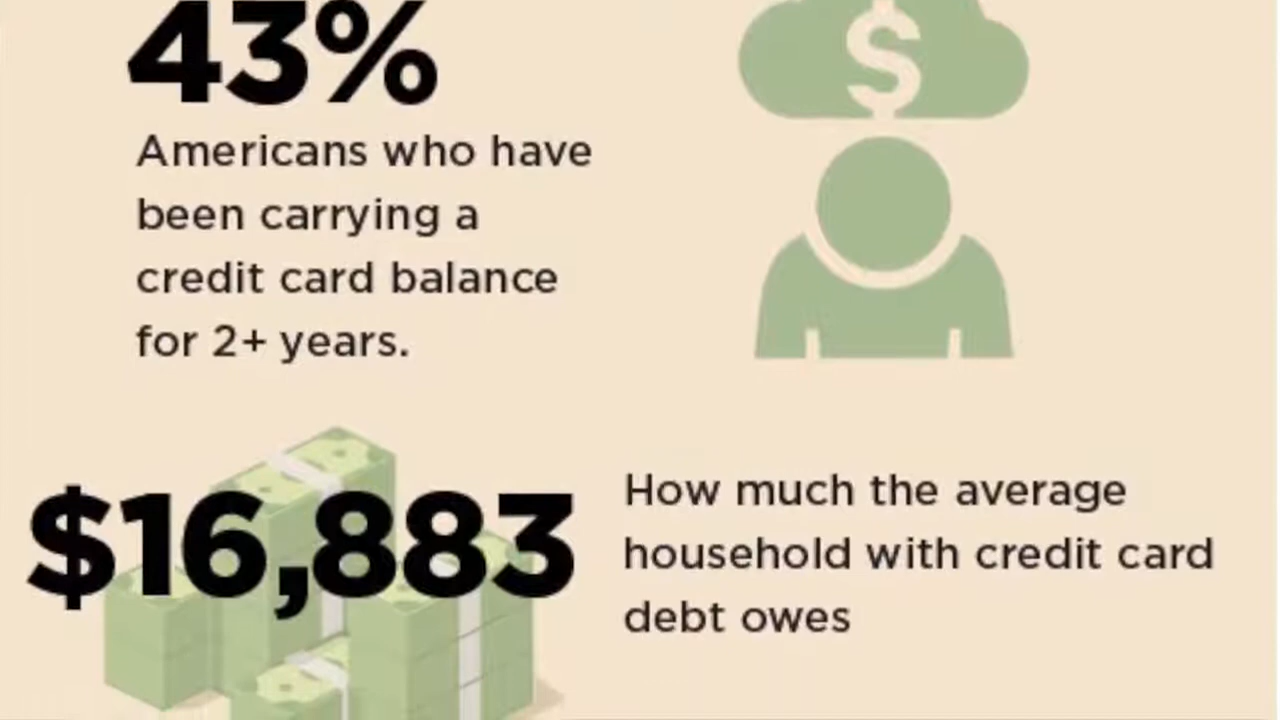 43%
Americans who have
been carrying a
credit card balance
for 2+ years.
$
$16,883
How much the average
household with credit card
debt owes